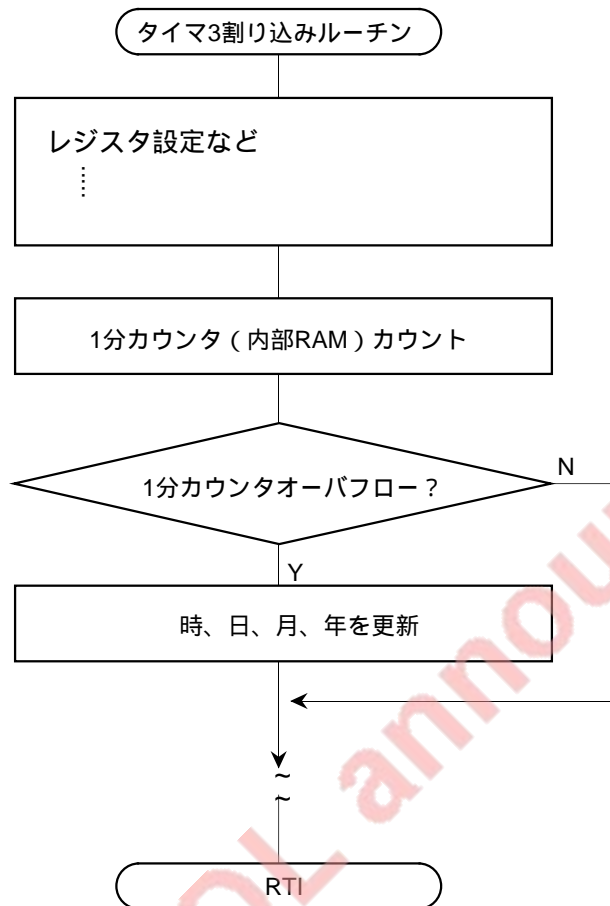 タイマ3割り込みルーチン
レジスタ設定など
1分カウンタ（内部RAM）カウント
1分カウンタオーバフロー？
N
Y
時、日、月、年を更新
RTI
OL annou